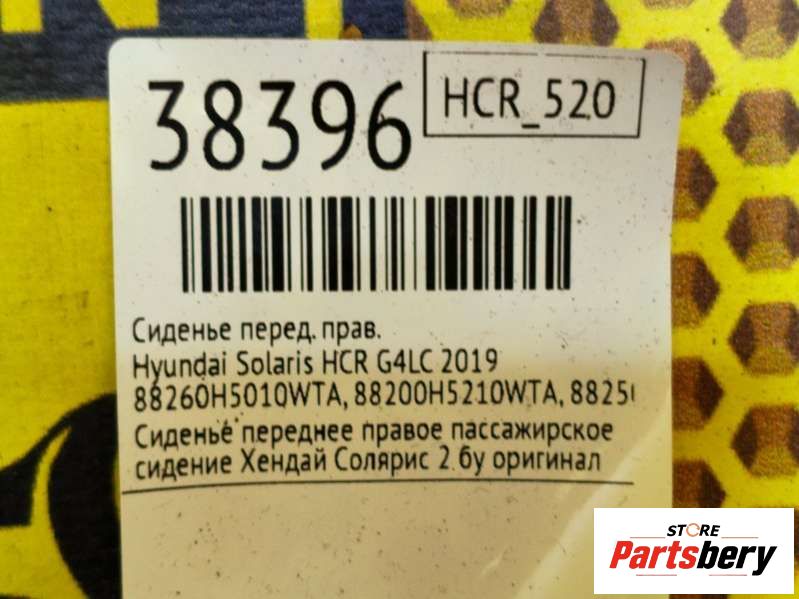 38396
HCR_520
Сиденье перед. прав.
Hyundai Solaris HCR G4LC 2019
88260H5010WTA, 88200H5210WTA, 8825
Сиденье переднее правое пассажирское
сидение Хендай Солярис 2 бу оригинал
STORE
Partsbery